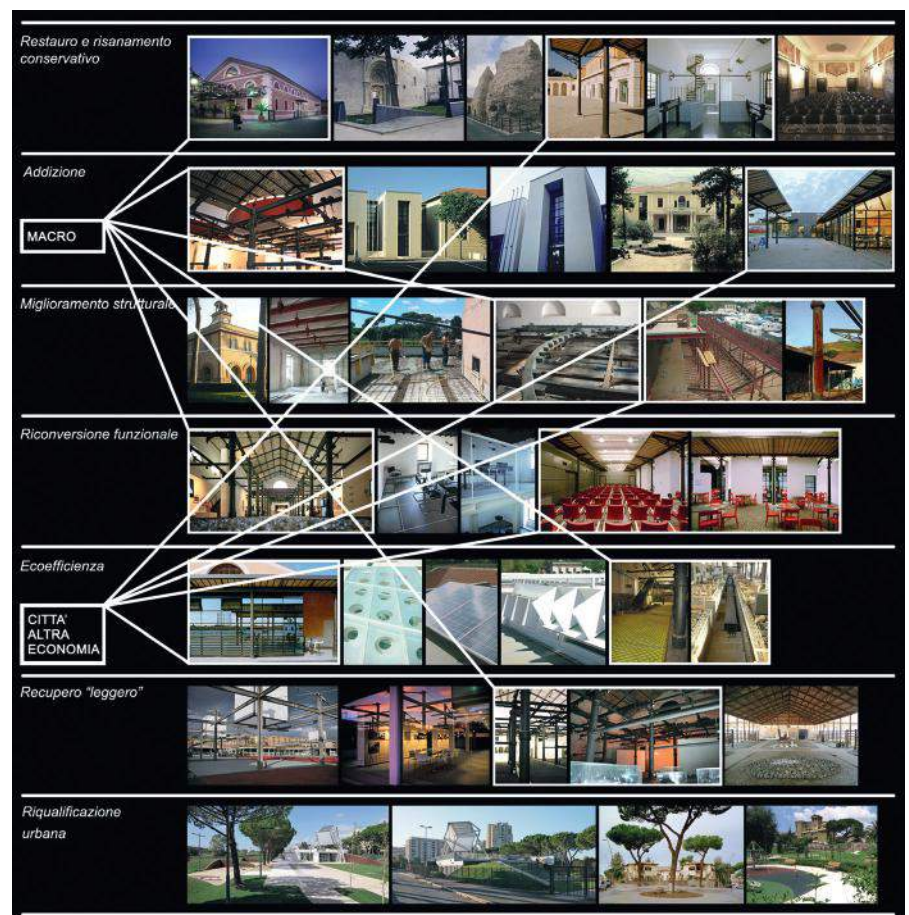 Restauro e risanamento
conservativo
Addizione
MACRO
Miglioramento strutturale
Riconversione funzionale
Ecoefficienza
CITTA'
ALTRA
ECONOMIA
Recupero "leggero"
Riqualificazione
urbana